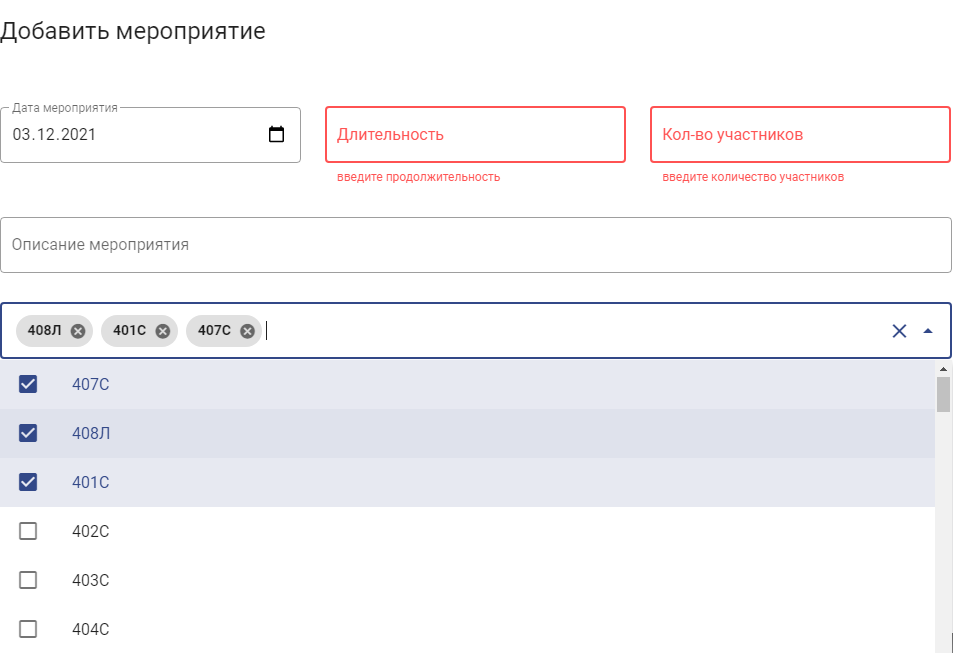 Добавить мероприятие
Дата мероприятия
03.12.2021
Длительность
Кол-во участников
введите продолжительность
введите количество участников
Описание мероприятия
408Л 401С 407С
407С
408Л
401С
402С
403С
404С